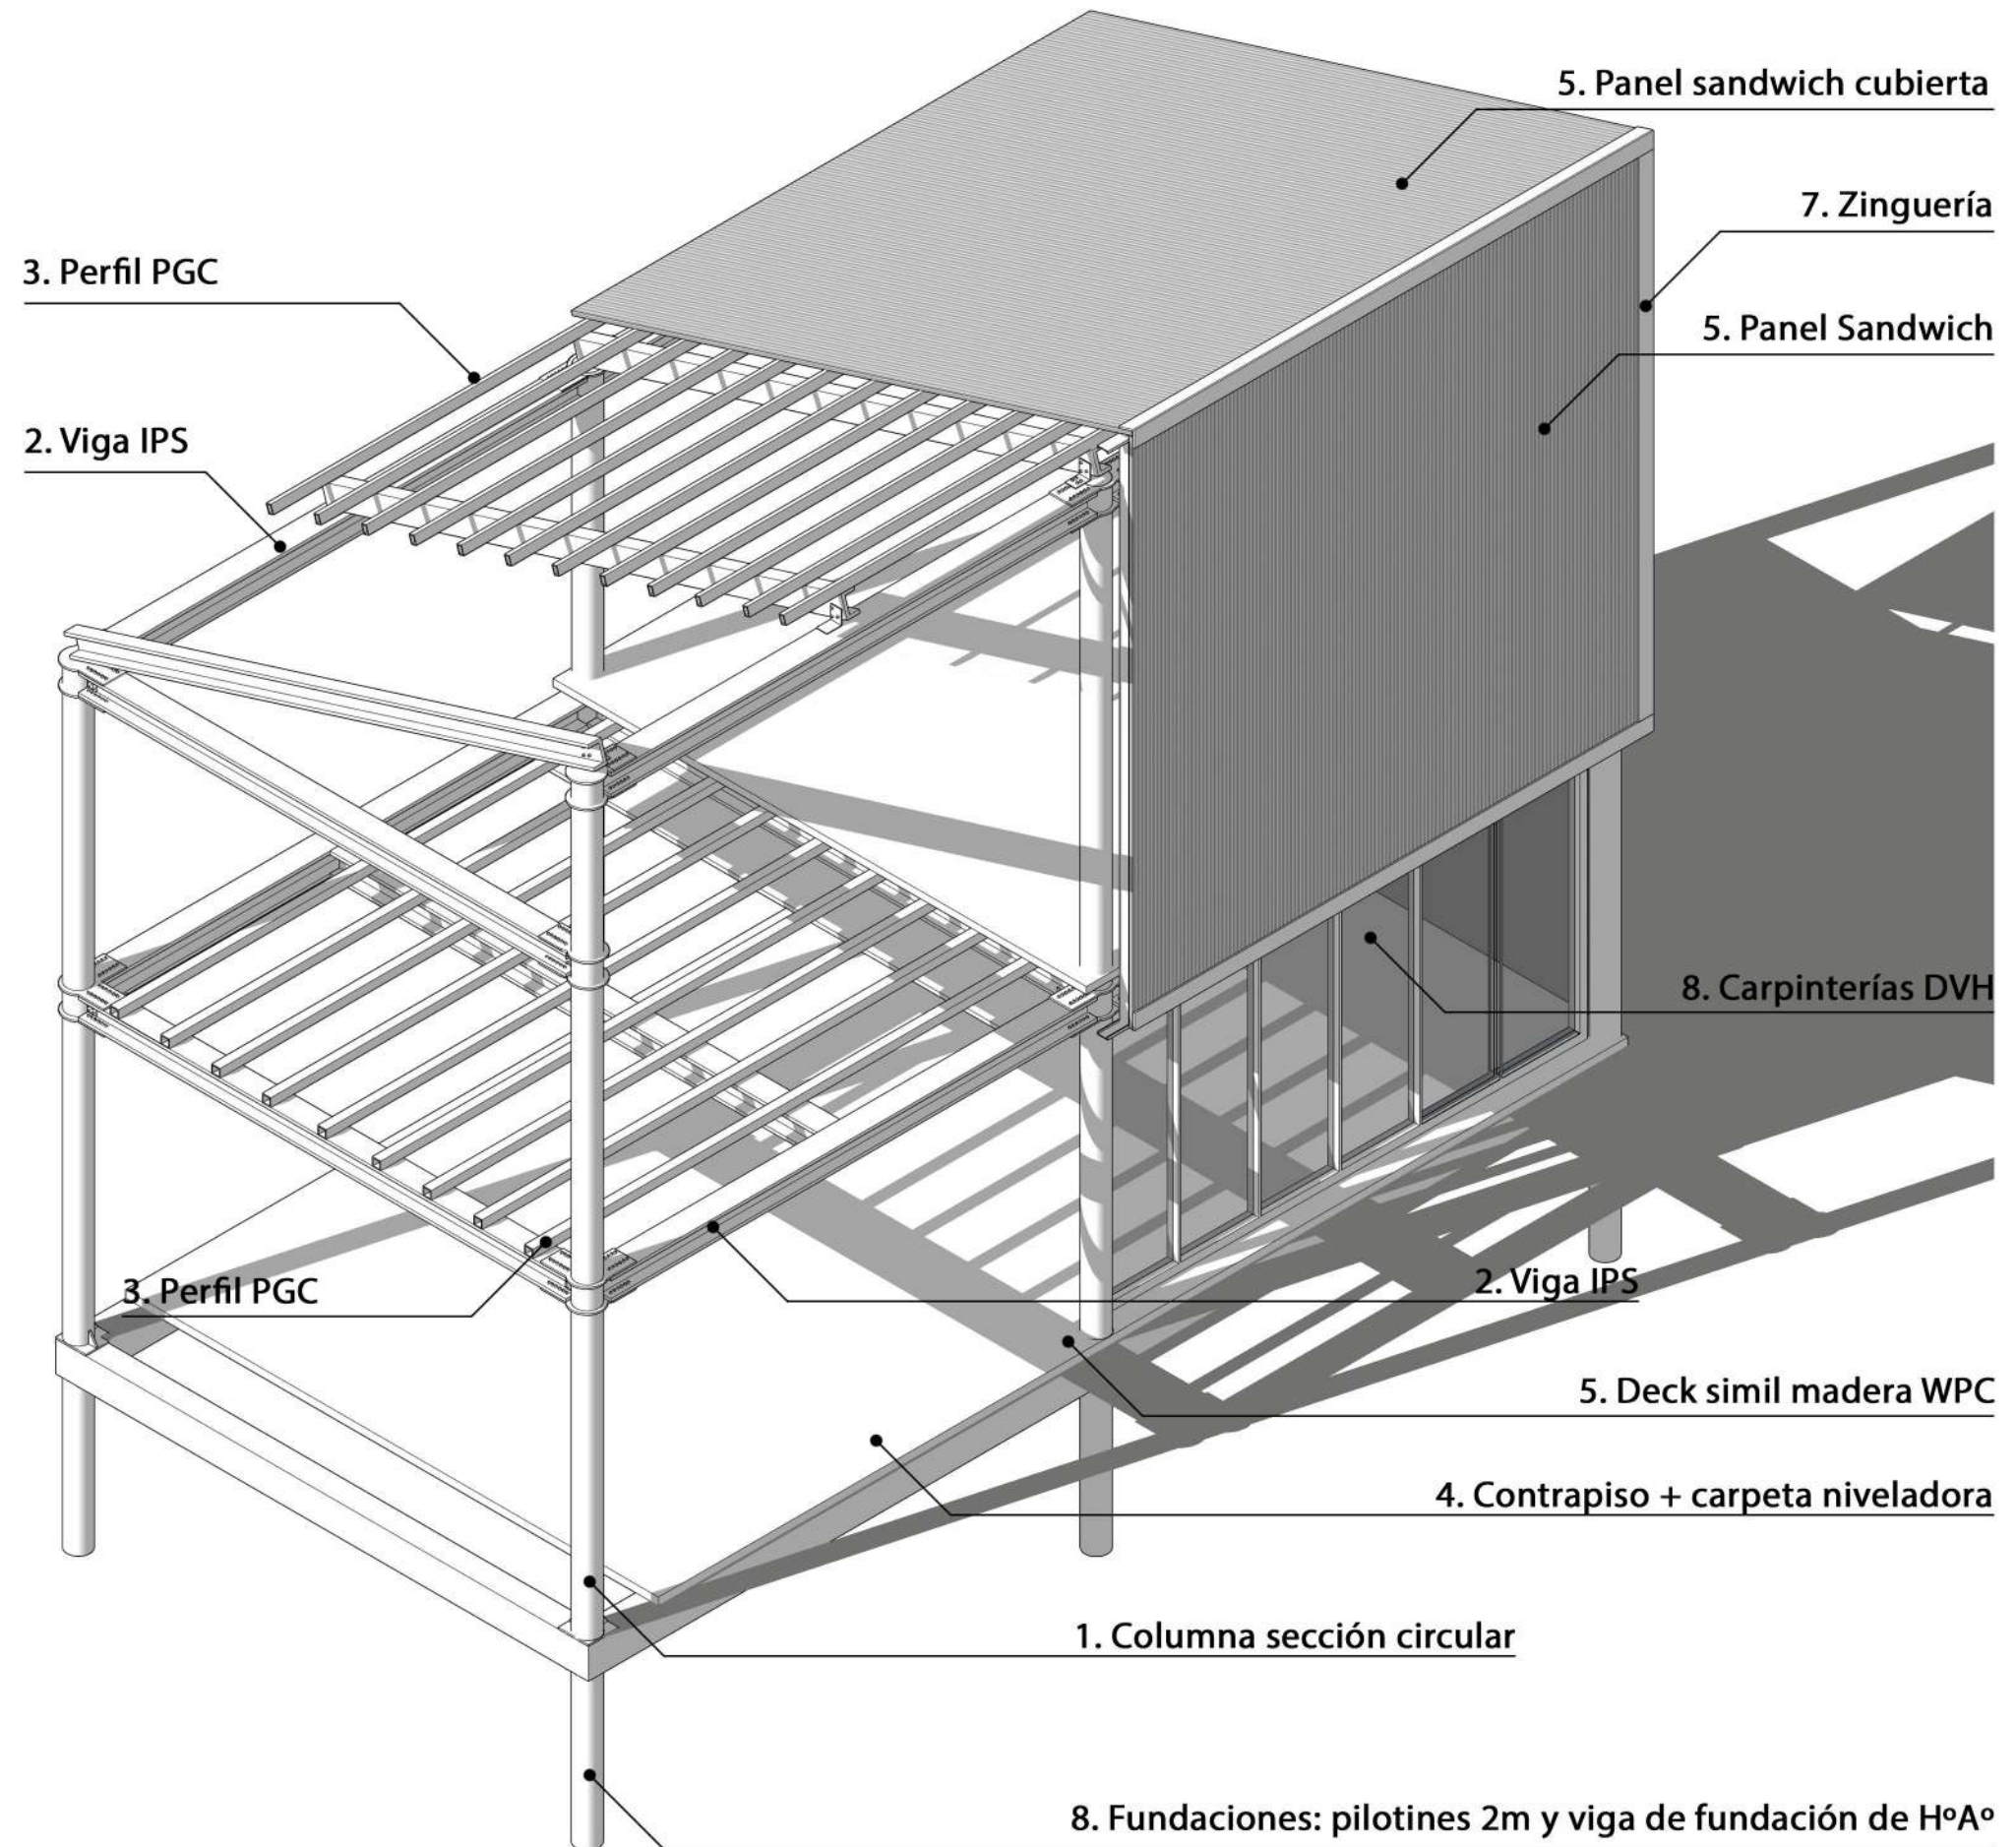 5. Panel sandwich cubierta
7. Zinguería
3. Perfil PGC
5. Panel Sandwich
2. Viga IPS
8. Carpinterías DVH
3. Perfil PGC
2. Viga IPS
5. Deck simil madera WPC
4. Contrapiso + carpeta niveladora
1. Columna sección circular
8. Fundaciones: pilotines 2m y viga de fundación de HºAº